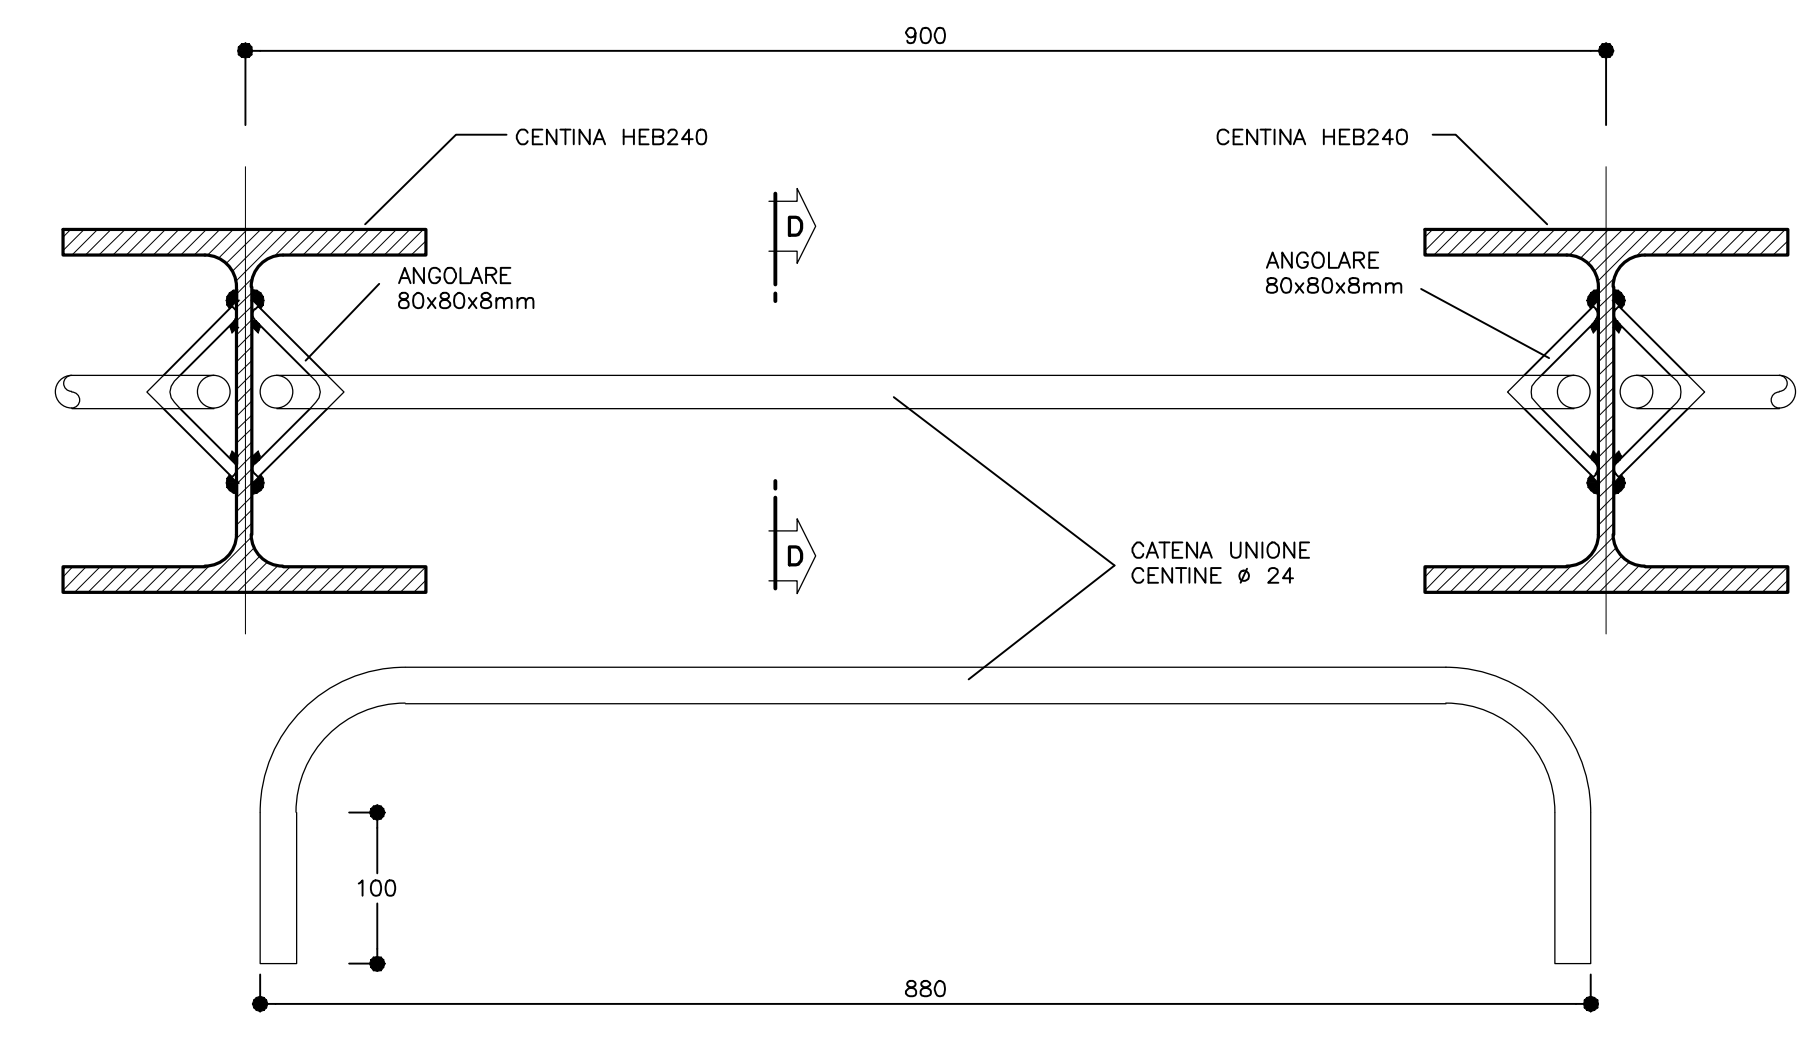 900
CENTINA HEB240
CENTINA HEB240
D
ANGOLARE
80x80x8mm
ANGOLARE
80x80x8mm
D
CATENA UNIONE
CENTINE ø 24
100
880